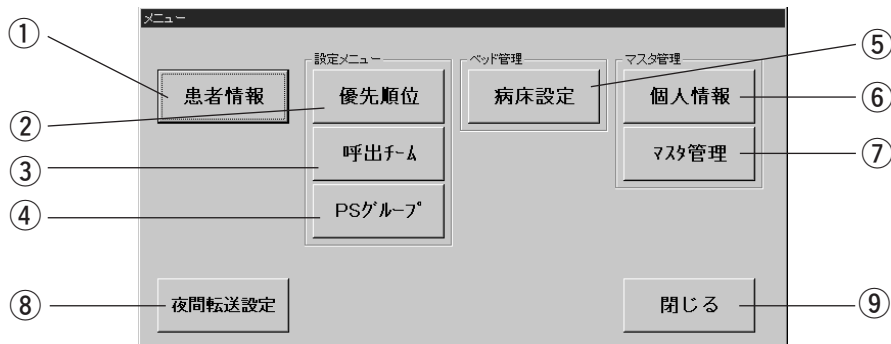 メニュー
①
患者情報
設定メニュー
優先順位
②
呼出ﾁｰﾑ
③
PSｸﾞﾙｰﾌﾟ
④
ベッド管理
病床設定
⑤
マスタ管理
個人情報
⑥
ﾏｽﾀ管理
⑦
夜間転送設定
⑧
閉じる
⑨